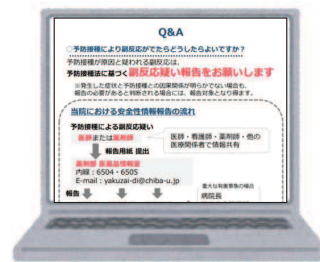 Q&A
○予防接種により副反応がでたらどうしたらよいですか？
予防接種が原因と疑われる副反応は、
予防接種法に基づく副反応疑い報告をお願いします
※発生した症状と予防接種との因果関係が明らかでない場合も、
報告の必要があると判断される場合には、報告対象となり得ます。
当院における安全性情報報告の流れ
予防接種による副反応疑い
医師または薬剤師
医師・看護師・薬剤師・他の
医療関係者で情報共有
報告用紙 提出
薬剤部 医薬品情報室
内線：6504・6505
E-mail：yakuzai-di@chiba-u.jp
報告
重大な有害事象の場合
病院長